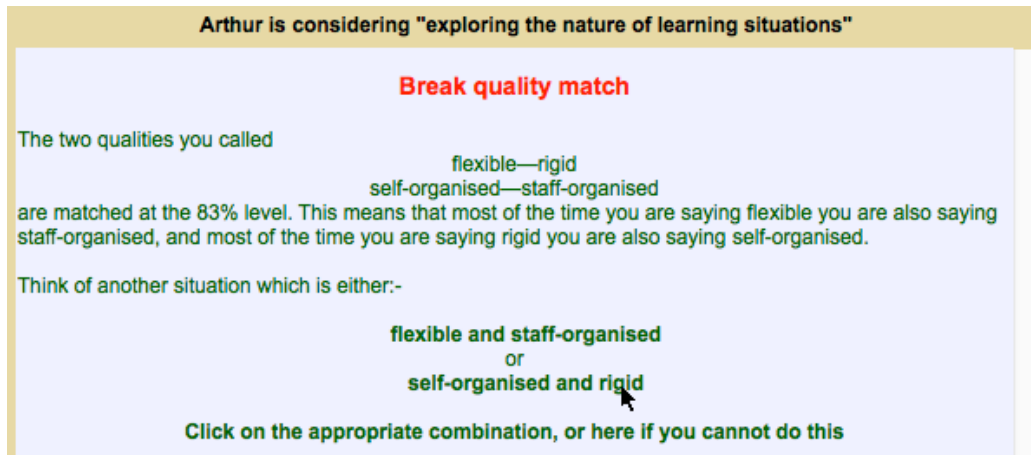 Arthur is considering "exploring the nature of learning situations"
Break quality match
The two qualities you called
flexible—rigid
self-organised—staff-organised
are matched at the 83% level. This means that most of the time you are saying flexible you are also saying
staff-organised, and most of the time you are saying rigid you are also saying self-organised.
Think of another situation which is either:-
flexible and staff-organised
or
self-organised and rigid
Click on the appropriate combination, or here if you cannot do this